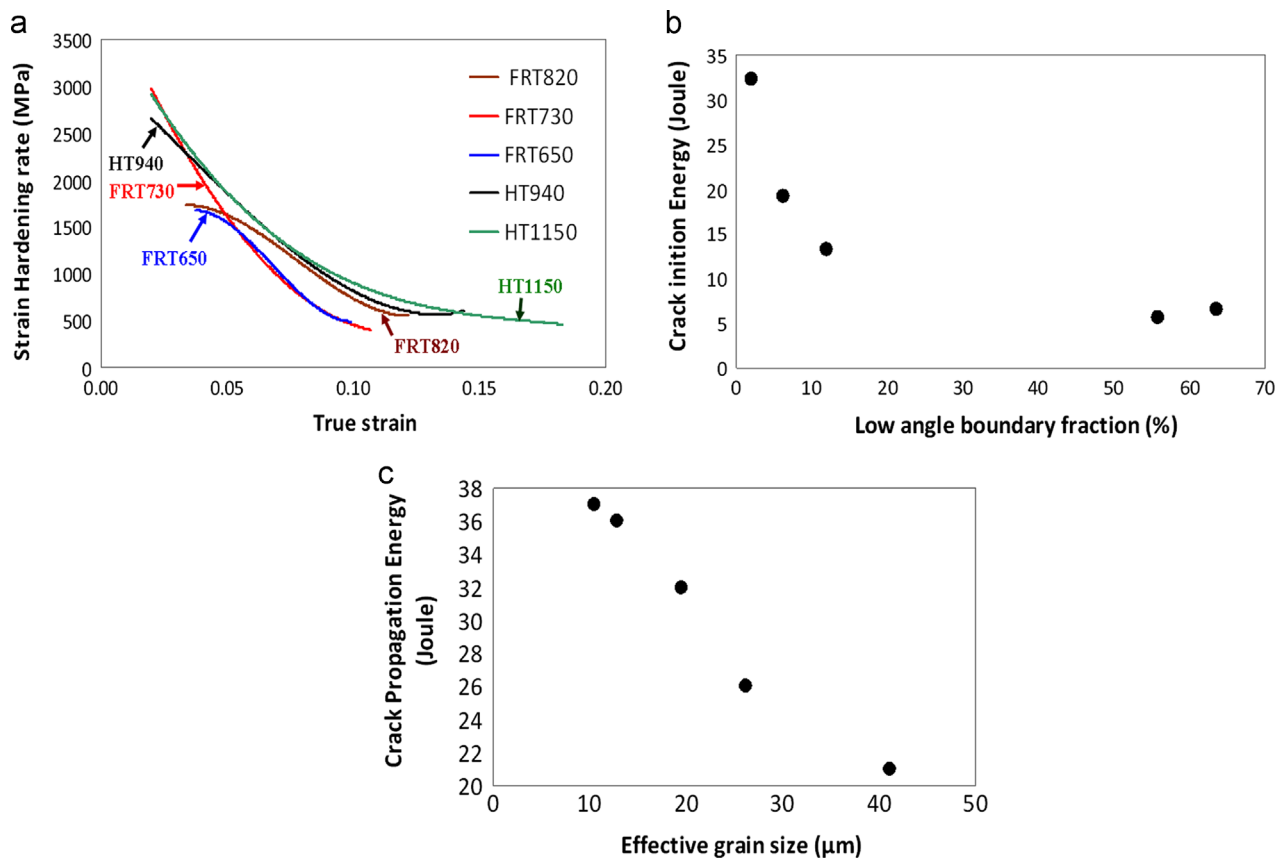 a
Strain Hardening rate (MPa)
3500
3000
2500
2000
1500
1000
500
0
0.00 0.05 0.10 0.15 0.20
True strain
FRT820
FRT730
FRT650
HT940
HT1150
HT940
FRT730
FRT650
HT1150
FRT820
b
Crack inition Energy (Joule)
35
30
25
20
15
10
5
0
0 10 20 30 40 50 60 70
Low angle boundary fraction (%)
c
Crack Propagation Energy
(Joule)
38
36
34
32
30
28
26
24
22
20
0 10 20 30 40 50
Effective grain size (μm)